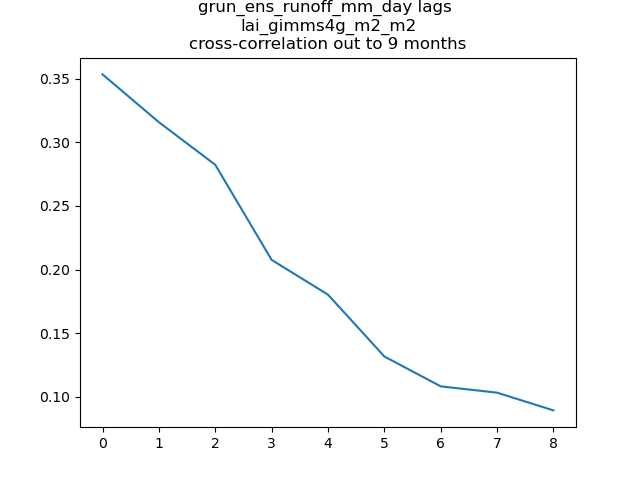 grun_ens_runoff_mm_day lags
lai_gimms4g_m2_m2
cross-correlation out to 9 months
0.35
0.30
0.25
0.20
0.15
0.10
0 1 2 3 4 5 6 7 8